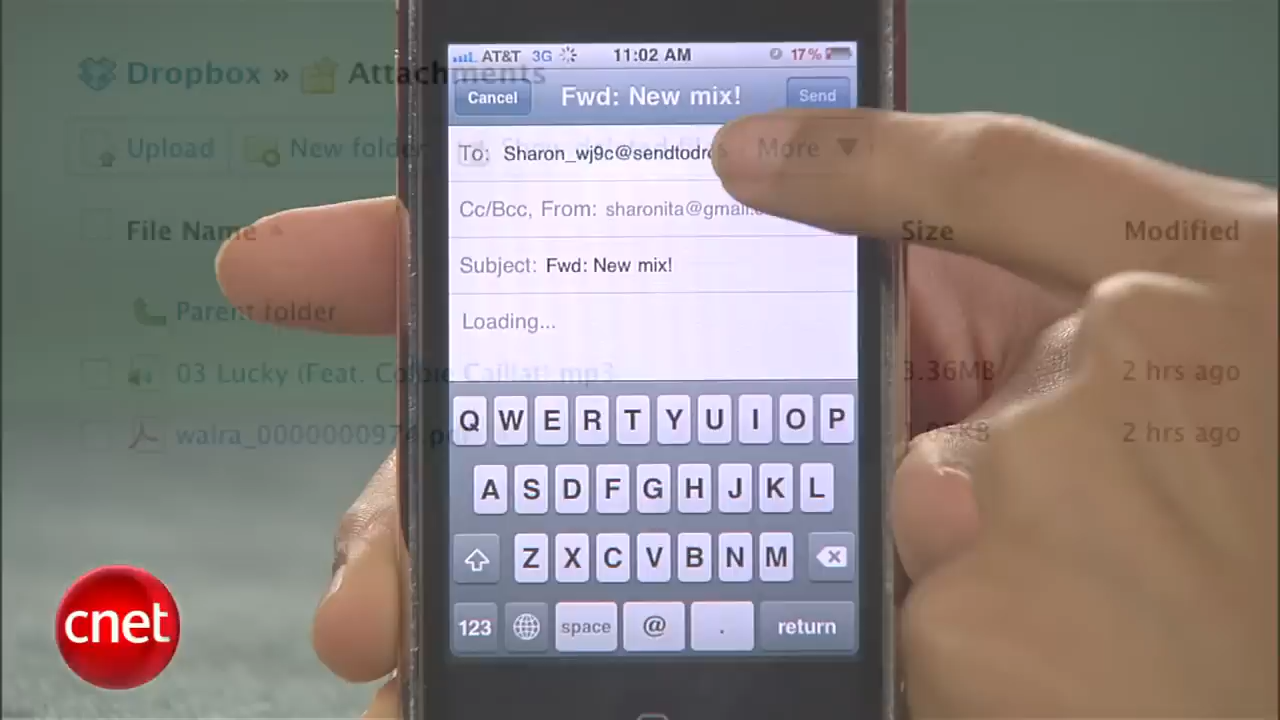 AT&T 3G 11:02 AM 17%
Dropbox » Attachments
Cancel Fwd: New mix! Send
Upload New folder More
To: Sharon_wj9c@sendtodr
Cc/Bcc, From: sharonita@gmail.
File Name Size Modified
Subject: Fwd: New mix!
Parent folder
Loading...
03 Lucky (Feat. Colbie Caillat).mp3 3.36MB 2 hrs ago
Q W E R T Y U I O P
2 hrs ago
A S D F G H J K L
Z X C V B N M
123 space @ . return
cnet